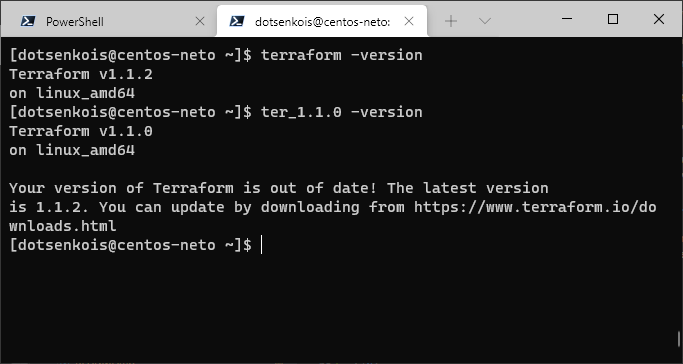 PowerShell
dotsenkois@centos-neto:
[dotsenkois@centos-neto ~]$ terraform -version
Terraform v1.1.2
on linux_amd64
[dotsenkois@centos-neto ~]$ ter_1.1.0 -version
Terraform v1.1.0
on linux_amd64
Your version of Terraform is out of date! The latest version
is 1.1.2. You can update by downloading from https://www.terraform.io/do
wnloads.html
[dotsenkois@centos-neto ~]$